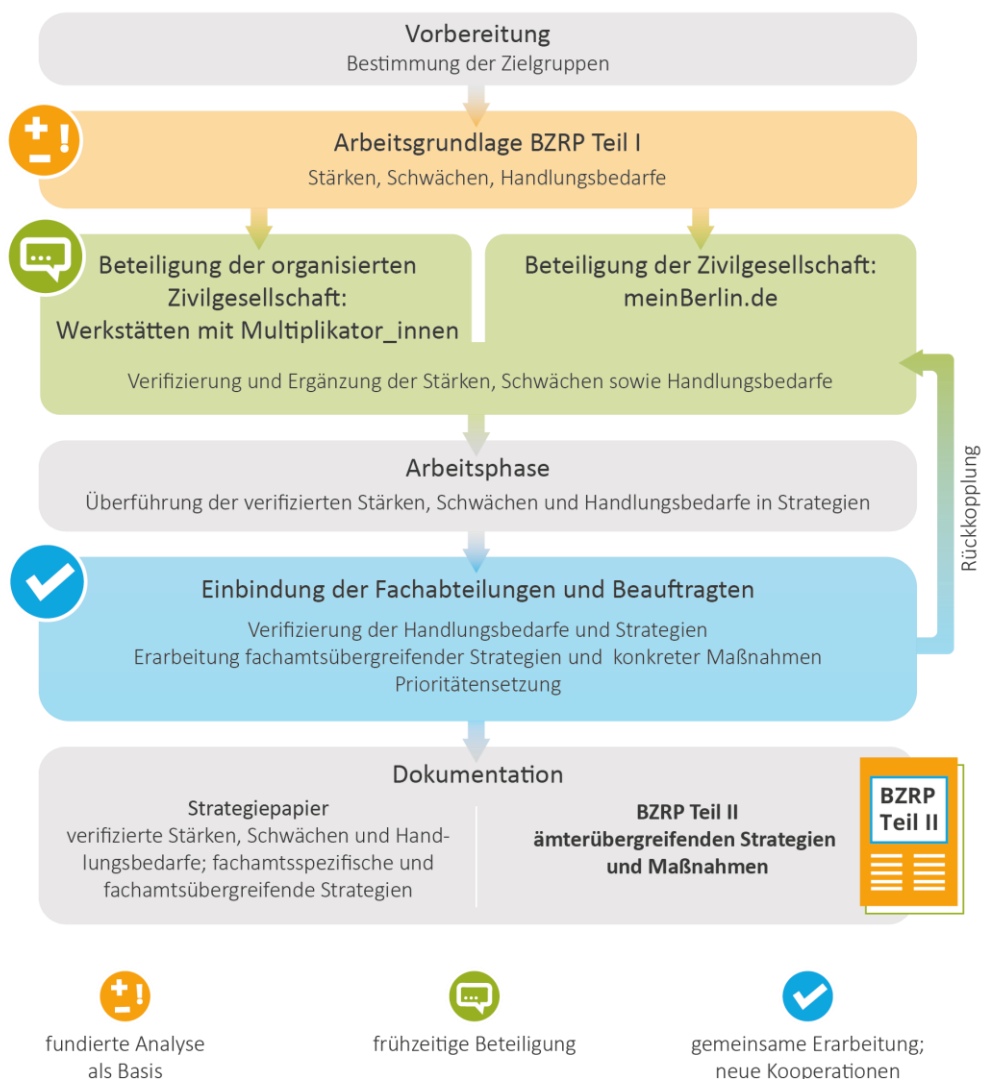 Vorbereitung
Bestimmung der Zielgruppen
Arbeitsgrundlage BZRP Teil I
Stärken, Schwächen, Handlungsbedarfe
Beteiligung der organisierten
Zivilgesellschaft:
Werkstätten mit Multiplikator_innen
Beteiligung der Zivilgesellschaft:
meinBerlin.de
Verifizierung und Ergänzung der Stärken, Schwächen sowie Handlungsbedarfe
Rückkopplung
Arbeitsphase
Überführung der verifizierten Stärken, Schwächen und Handlungsbedarfe in Strategien
Einbindung der Fachabteilungen und Beauftragten
Verifizierung der Handlungsbedarfe und Strategien
Erarbeitung fachamtsübergreifender Strategien und konkreter Maßnahmen
Prioritätensetzung
Dokumentation
Strategiepapier
verifizierte Stärken, Schwächen und Hand-
lungsbedarfe; fachamtsspezifische und
fachamtsübergreifende Strategien
BZRP Teil II
ämterübergreifenden Strategien
und Maßnahmen
BZRP
Teil II
fundierte Analyse
als Basis
frühzeitige Beteiligung
gemeinsame Erarbeitung;
neue Kooperationen